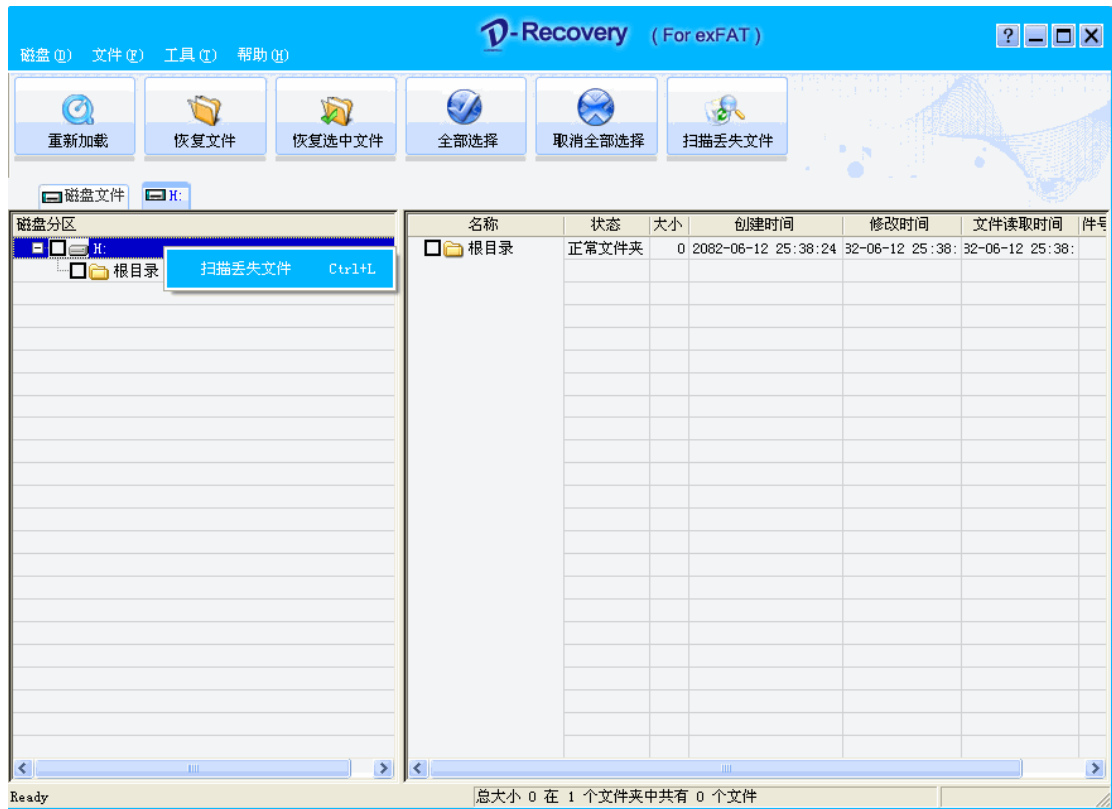 D-Recovery (For exFAT) ?
磁盘(D) 文件(F) 工具(T) 帮助(H)
重新加载 恢复文件 恢复选中文件 全部选择 取消全部选择 扫描丢失文件
磁盘文件 H:
磁盘分区 名称 状态 大小 创建时间 修改时间 文件读取时间 件号
H: 根目录 正常文件夹 0 2082-06-12 25:38:24 32-06-12 25:38: 32-06-12 25:38:
根目录 扫描丢失文件 Ctrl+L
Ready 总大小 0 在 1 个文件夹中共有 0 个文件